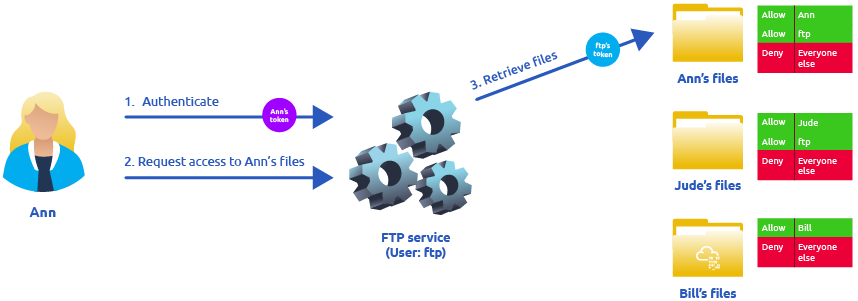 1. Authenticate
Ann's
token
2. Request access to Ann's files
Ann
FTP service
(User: ftp)
3. Retrieve files
ftp's
token
Ann's files
Allow Ann
Allow ftp
Deny Everyone
else
Jude's files
Allow Jude
Allow ftp
Deny Everyone
else
Bill's files
Allow Bill
Deny Everyone
else